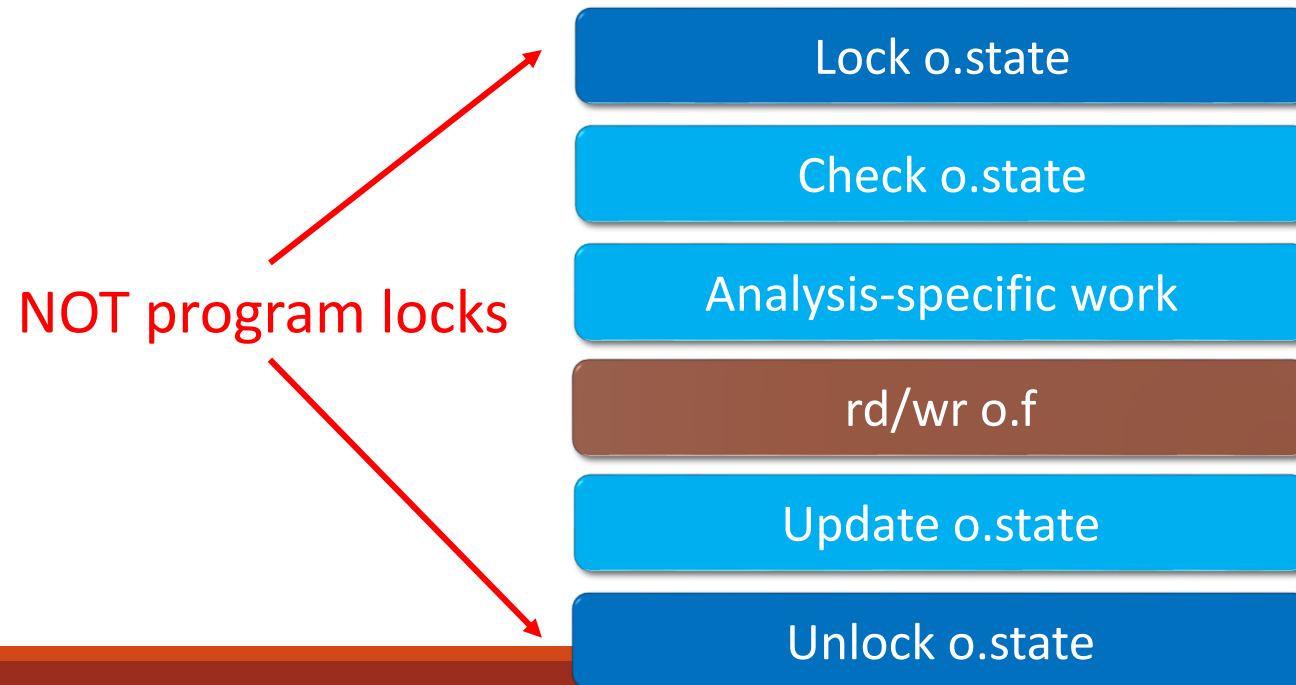 Lock o.state
Check o.state
Analysis-specific work
NOT program locks
rd/wr o.f
Update o.state
Unlock o.state